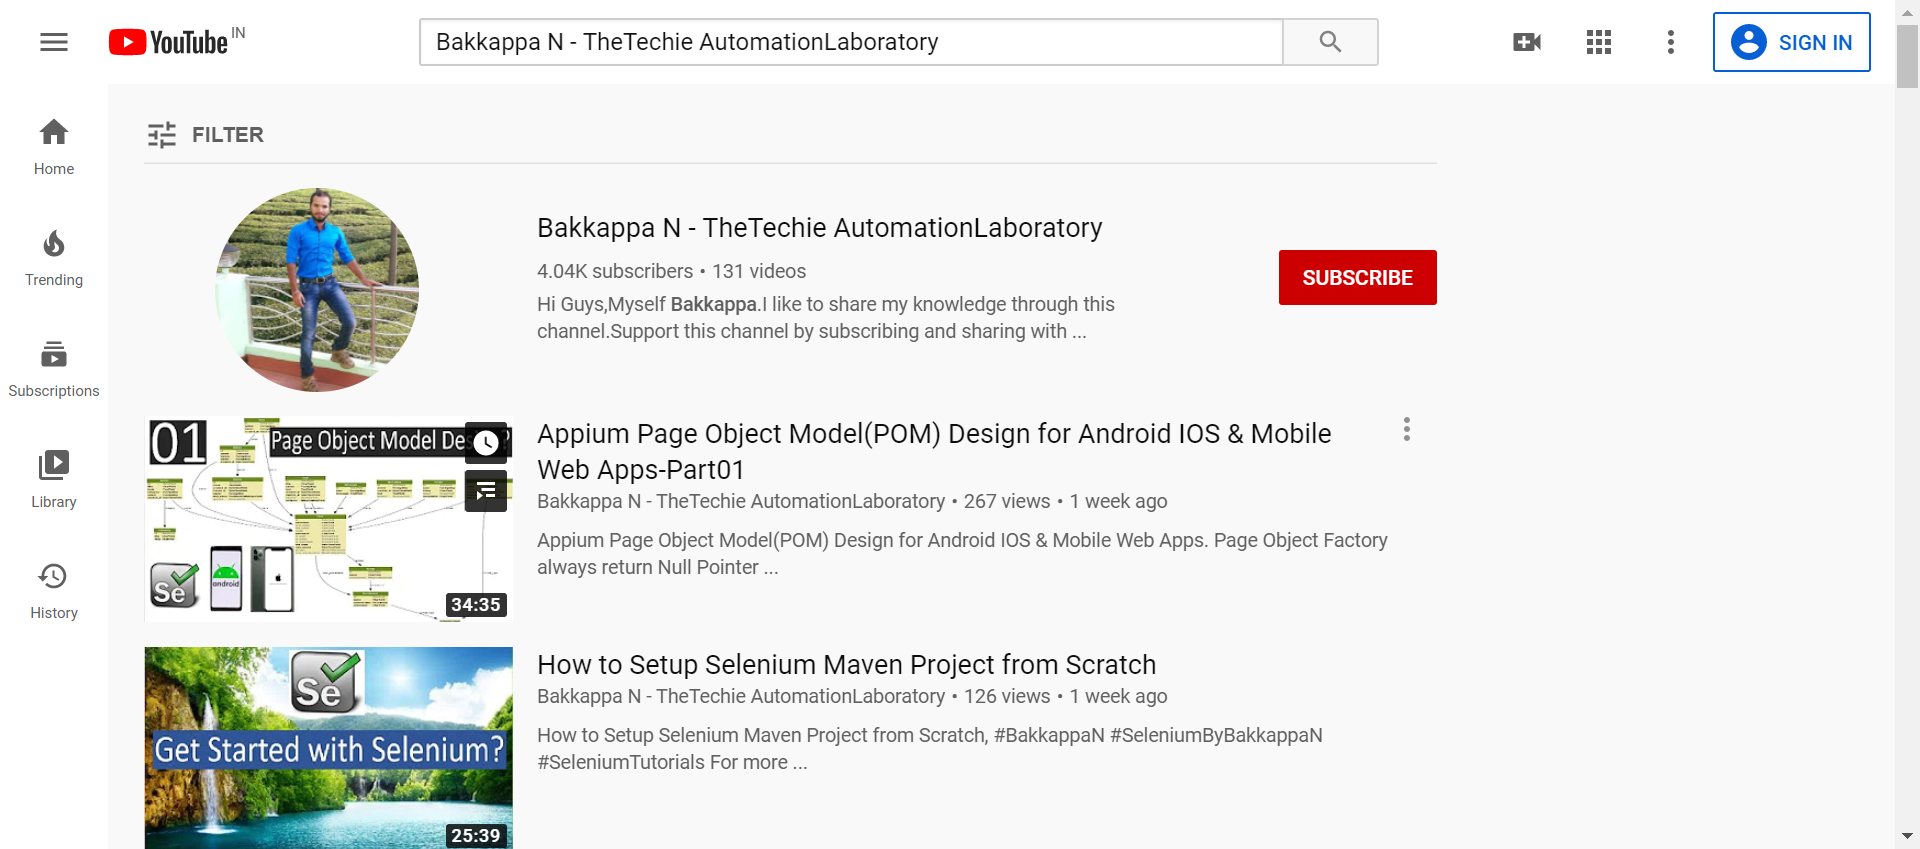 YouTube IN
Bakkappa N - TheTechie AutomationLaboratory
SIGN IN
Home
Trending
Subscriptions
Library
History
FILTER
Bakkappa N - TheTechie AutomationLaboratory
4.04K subscribers • 131 videos
Hi Guys,Myself Bakkappa.I like to share my knowledge through this
channel.Support this channel by subscribing and sharing with ...
SUBSCRIBE
01
Page Object Model
Se
android
34:35
Appium Page Object Model(POM) Design for Android IOS & Mobile
Web Apps-Part01
Bakkappa N - TheTechie AutomationLaboratory • 267 views • 1 week ago
Appium Page Object Model(POM) Design for Android IOS & Mobile Web Apps. Page Object Factory
always return Null Pointer ...
Se
Get Started with Selenium?
25:39
How to Setup Selenium Maven Project from Scratch
Bakkappa N - TheTechie AutomationLaboratory • 126 views • 1 week ago
How to Setup Selenium Maven Project from Scratch, #BakkappaN #SeleniumByBakkappaN
#SeleniumTutorials For more ...